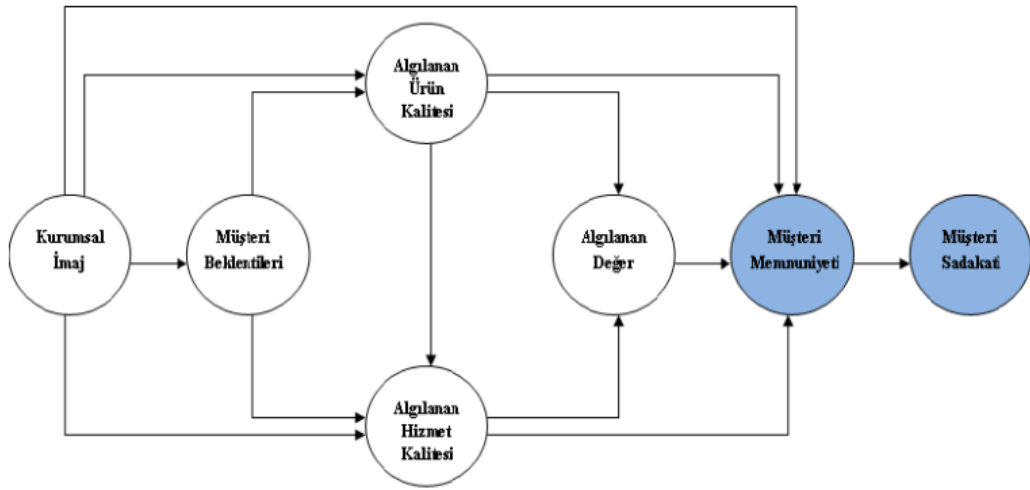 Algılanan
Ürün
Kalitesi
Kurumsal
İmaj
Müşteri
Beklentileri
Algılanan
Değer
Müşteri
Memnuniyeti
Müşteri
Sadakati
Algılanan
Hizmet
Kalitesi